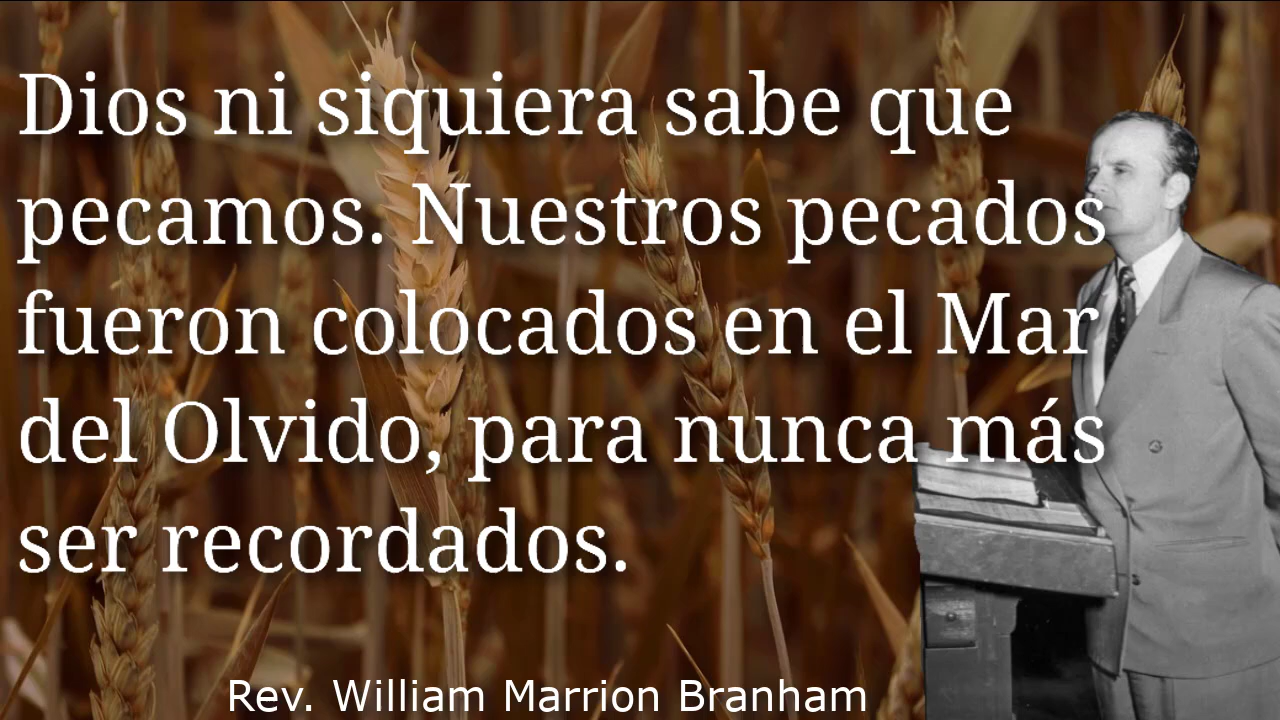 Dios ni siquiera sabe que
pecamos. Nuestros pecados
fueron colocados en el Mar
del Olvido, para nunca más
ser recordados.
Rev. William Marrion Branham